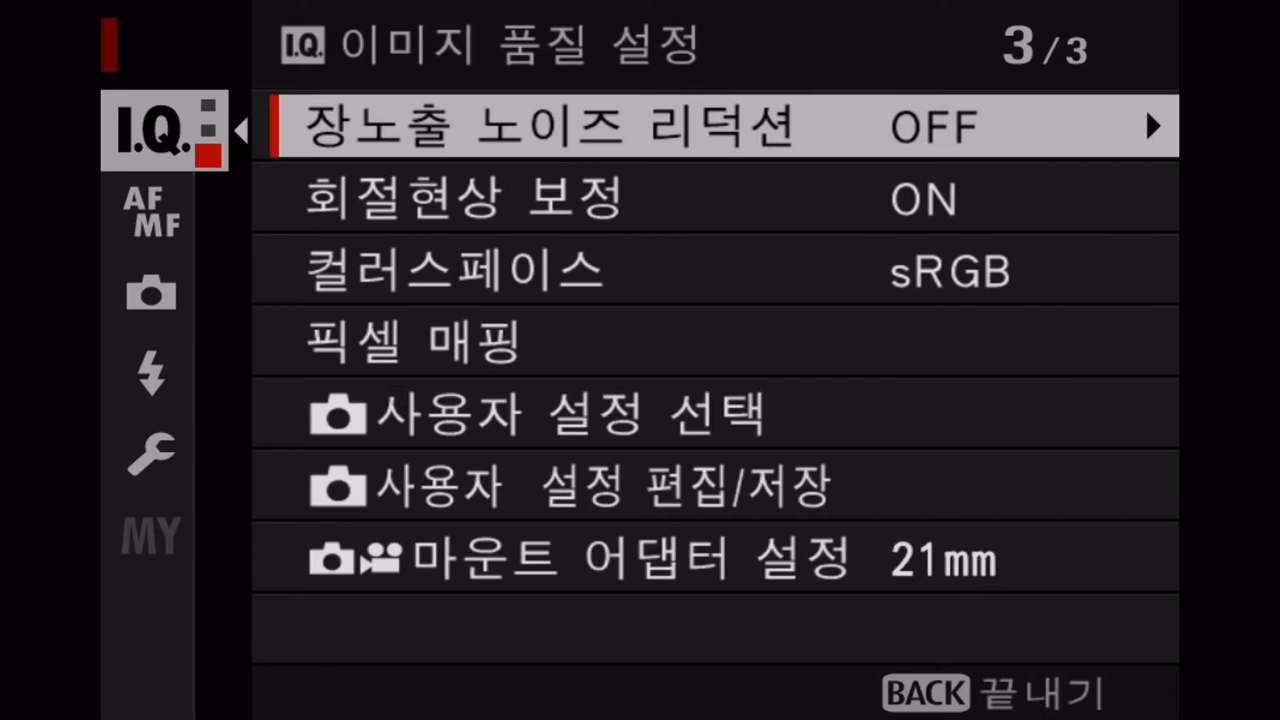 I.Q. 이미지 품질 설정 3/3
I.Q.
장노출 노이즈 리덕션 OFF
AF
MF
회절현상 보정 ON
컬러스페이스 sRGB
픽셀 매핑
사용자 설정 선택
사용자 설정 편집/저장
MY
마운트 어댑터 설정 21mm
BACK 끝내기